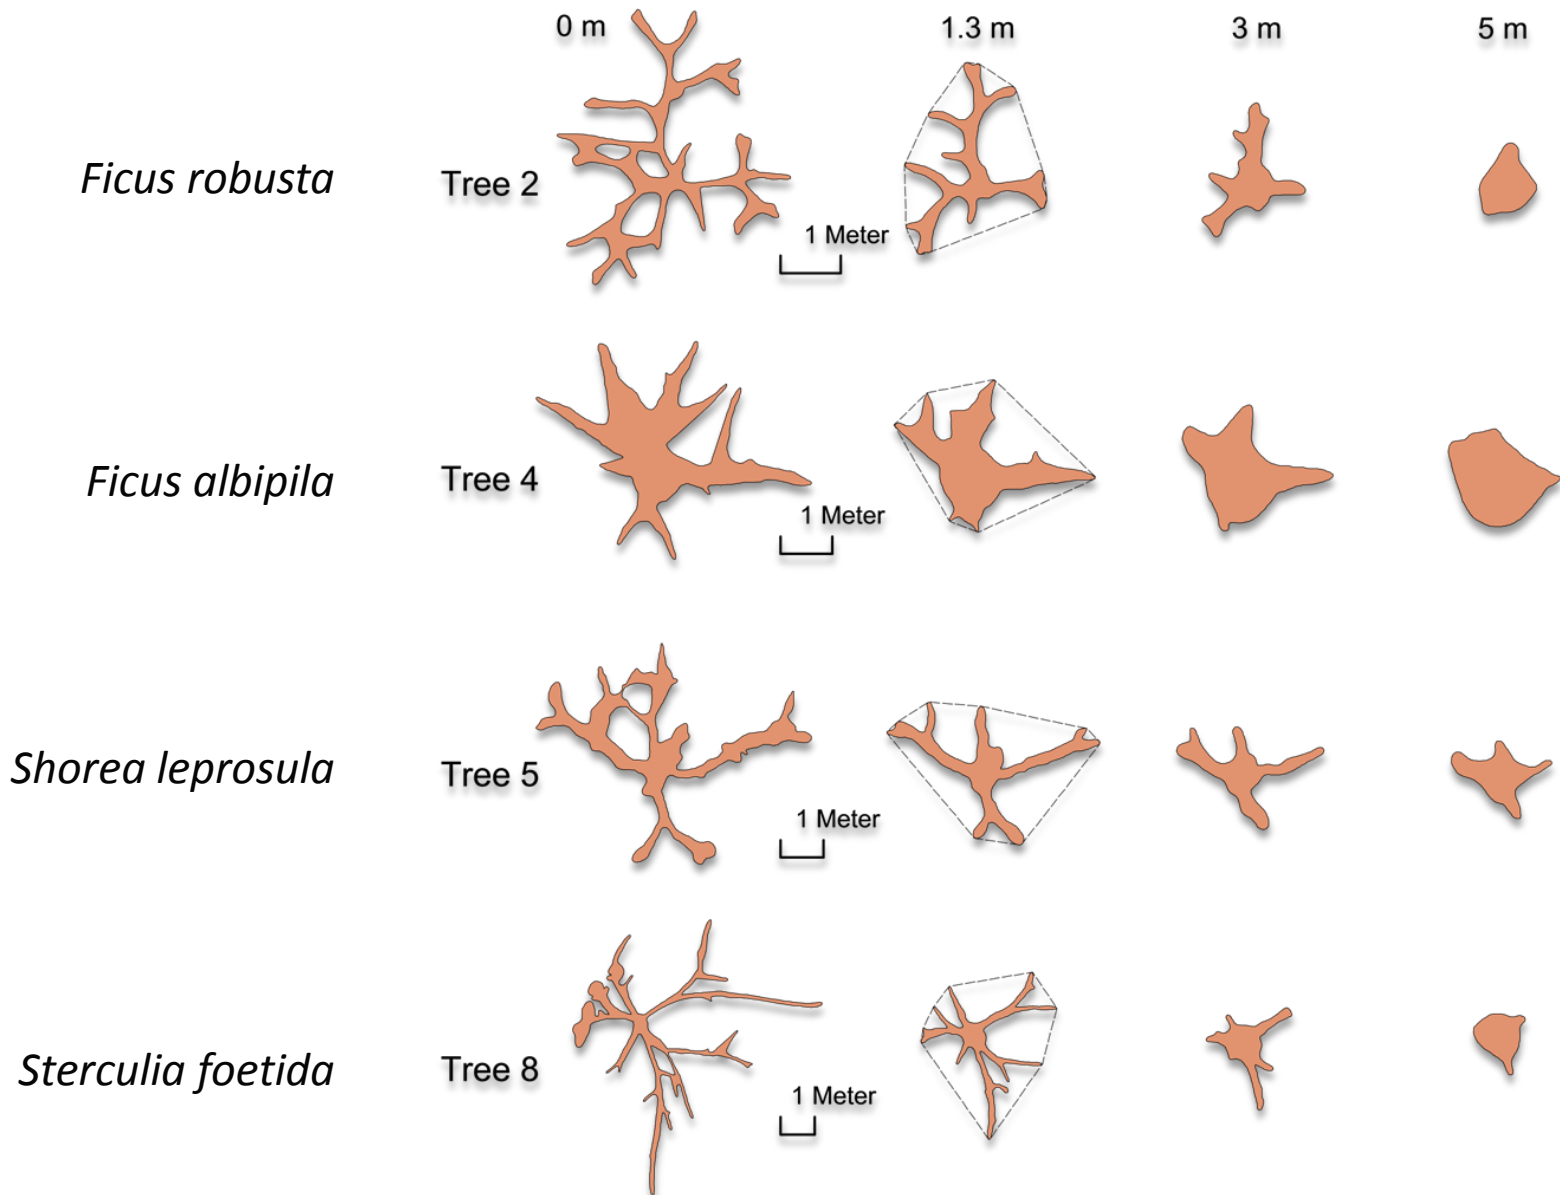 0 m 1.3 m 3 m 5 m
Ficus robusta Tree 2
1 Meter
Ficus albipila Tree 4
1 Meter
Shorea leprosula Tree 5
1 Meter
Sterculia foetida Tree 8
1 Meter